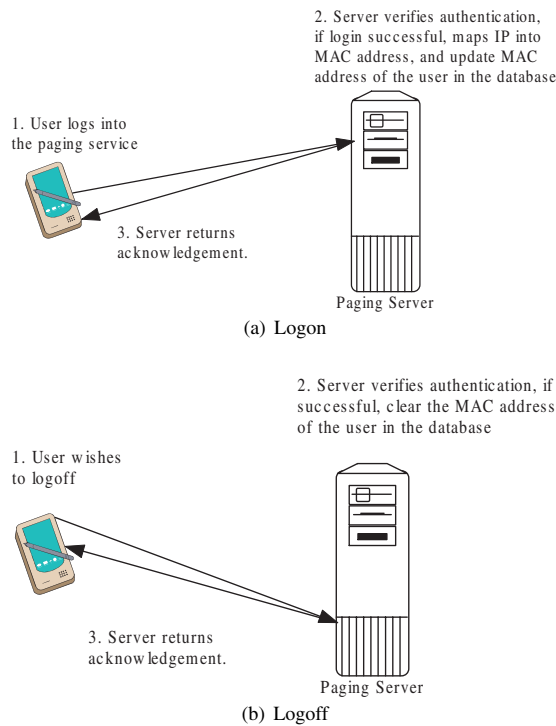 2. Server verifies authentication,
if login successful, maps IP into
MAC address, and update MAC
address of the user in the database
1. User logs into
the paging service
3. Server returns
acknowledgement.
Paging Server
(a) Logon
2. Server verifies authentication, if
successful, clear the MAC address
of the user in the database
1. User wishes
to logoff
3. Server returns
acknowledgement.
Paging Server
(b) Logoff